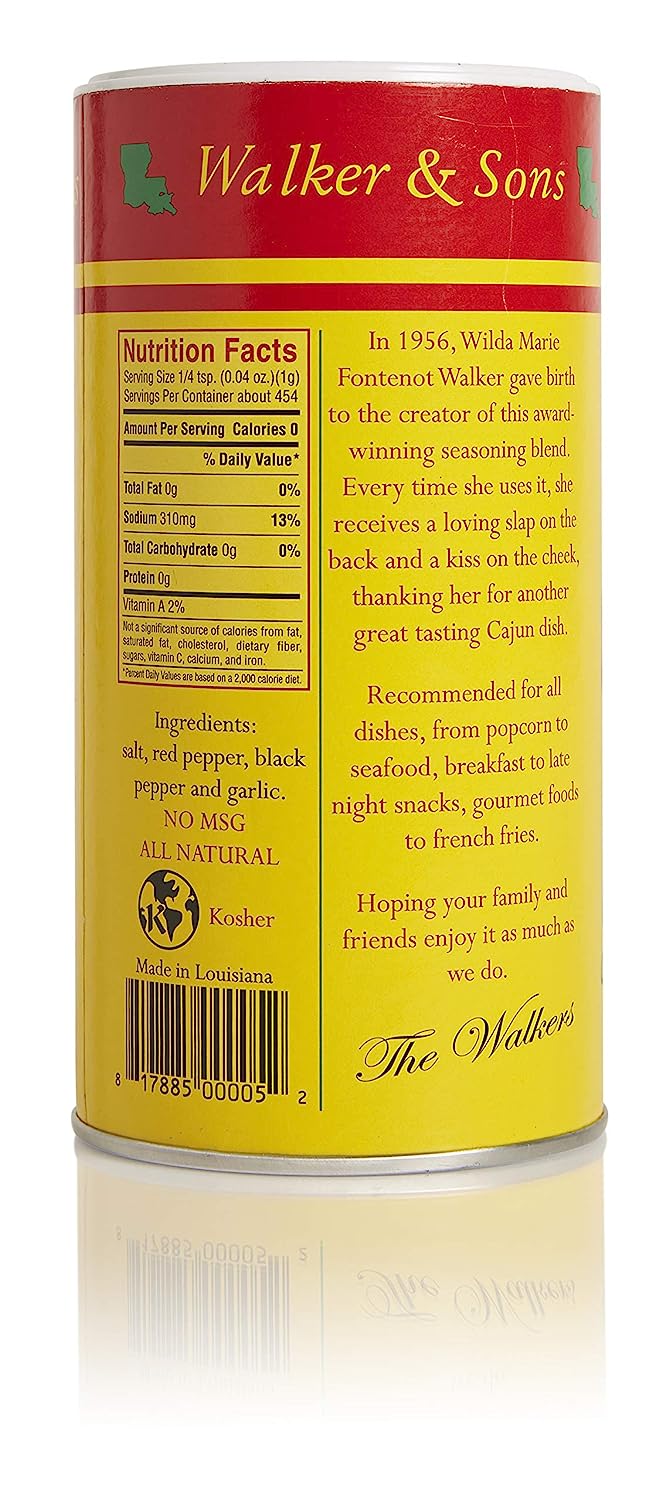 Walker & Sons
Nutrition Facts
Serving Size 1/4 tsp. (0.04 oz.)(1g)
Servings Per Container about 454
Amount Per Serving Calories 0
% Daily Value*
Total Fat 0g 0%
Sodium 310mg 13%
Total Carbohydrate 0g 0%
Protein 0g
Vitamin A 2%
Not a significant source of calories from fat,
saturated fat, cholesterol, dietary fiber,
sugars, vitamin C, calcium, and iron.
*Percent Daily Values are based on a 2,000 calorie diet.
Ingredients:
salt, red pepper, black
pepper and garlic.
NO MSG
ALL NATURAL
K Kosher
Made in Louisiana
8 17885 00005 2
In 1956, Wilda Marie
Fontenot Walker gave birth
to the creator of this award-
winning seasoning blend.
Every time she uses it, she
receives a loving slap on the
back and a kiss on the cheek,
thanking her for another
great tasting Cajun dish.
Recommended for all
dishes, from popcorn to
seafood, breakfast to late
night snacks, gourmet foods
to french fries.
Hoping your family and
friends enjoy it as much as
we do.
The Walkers